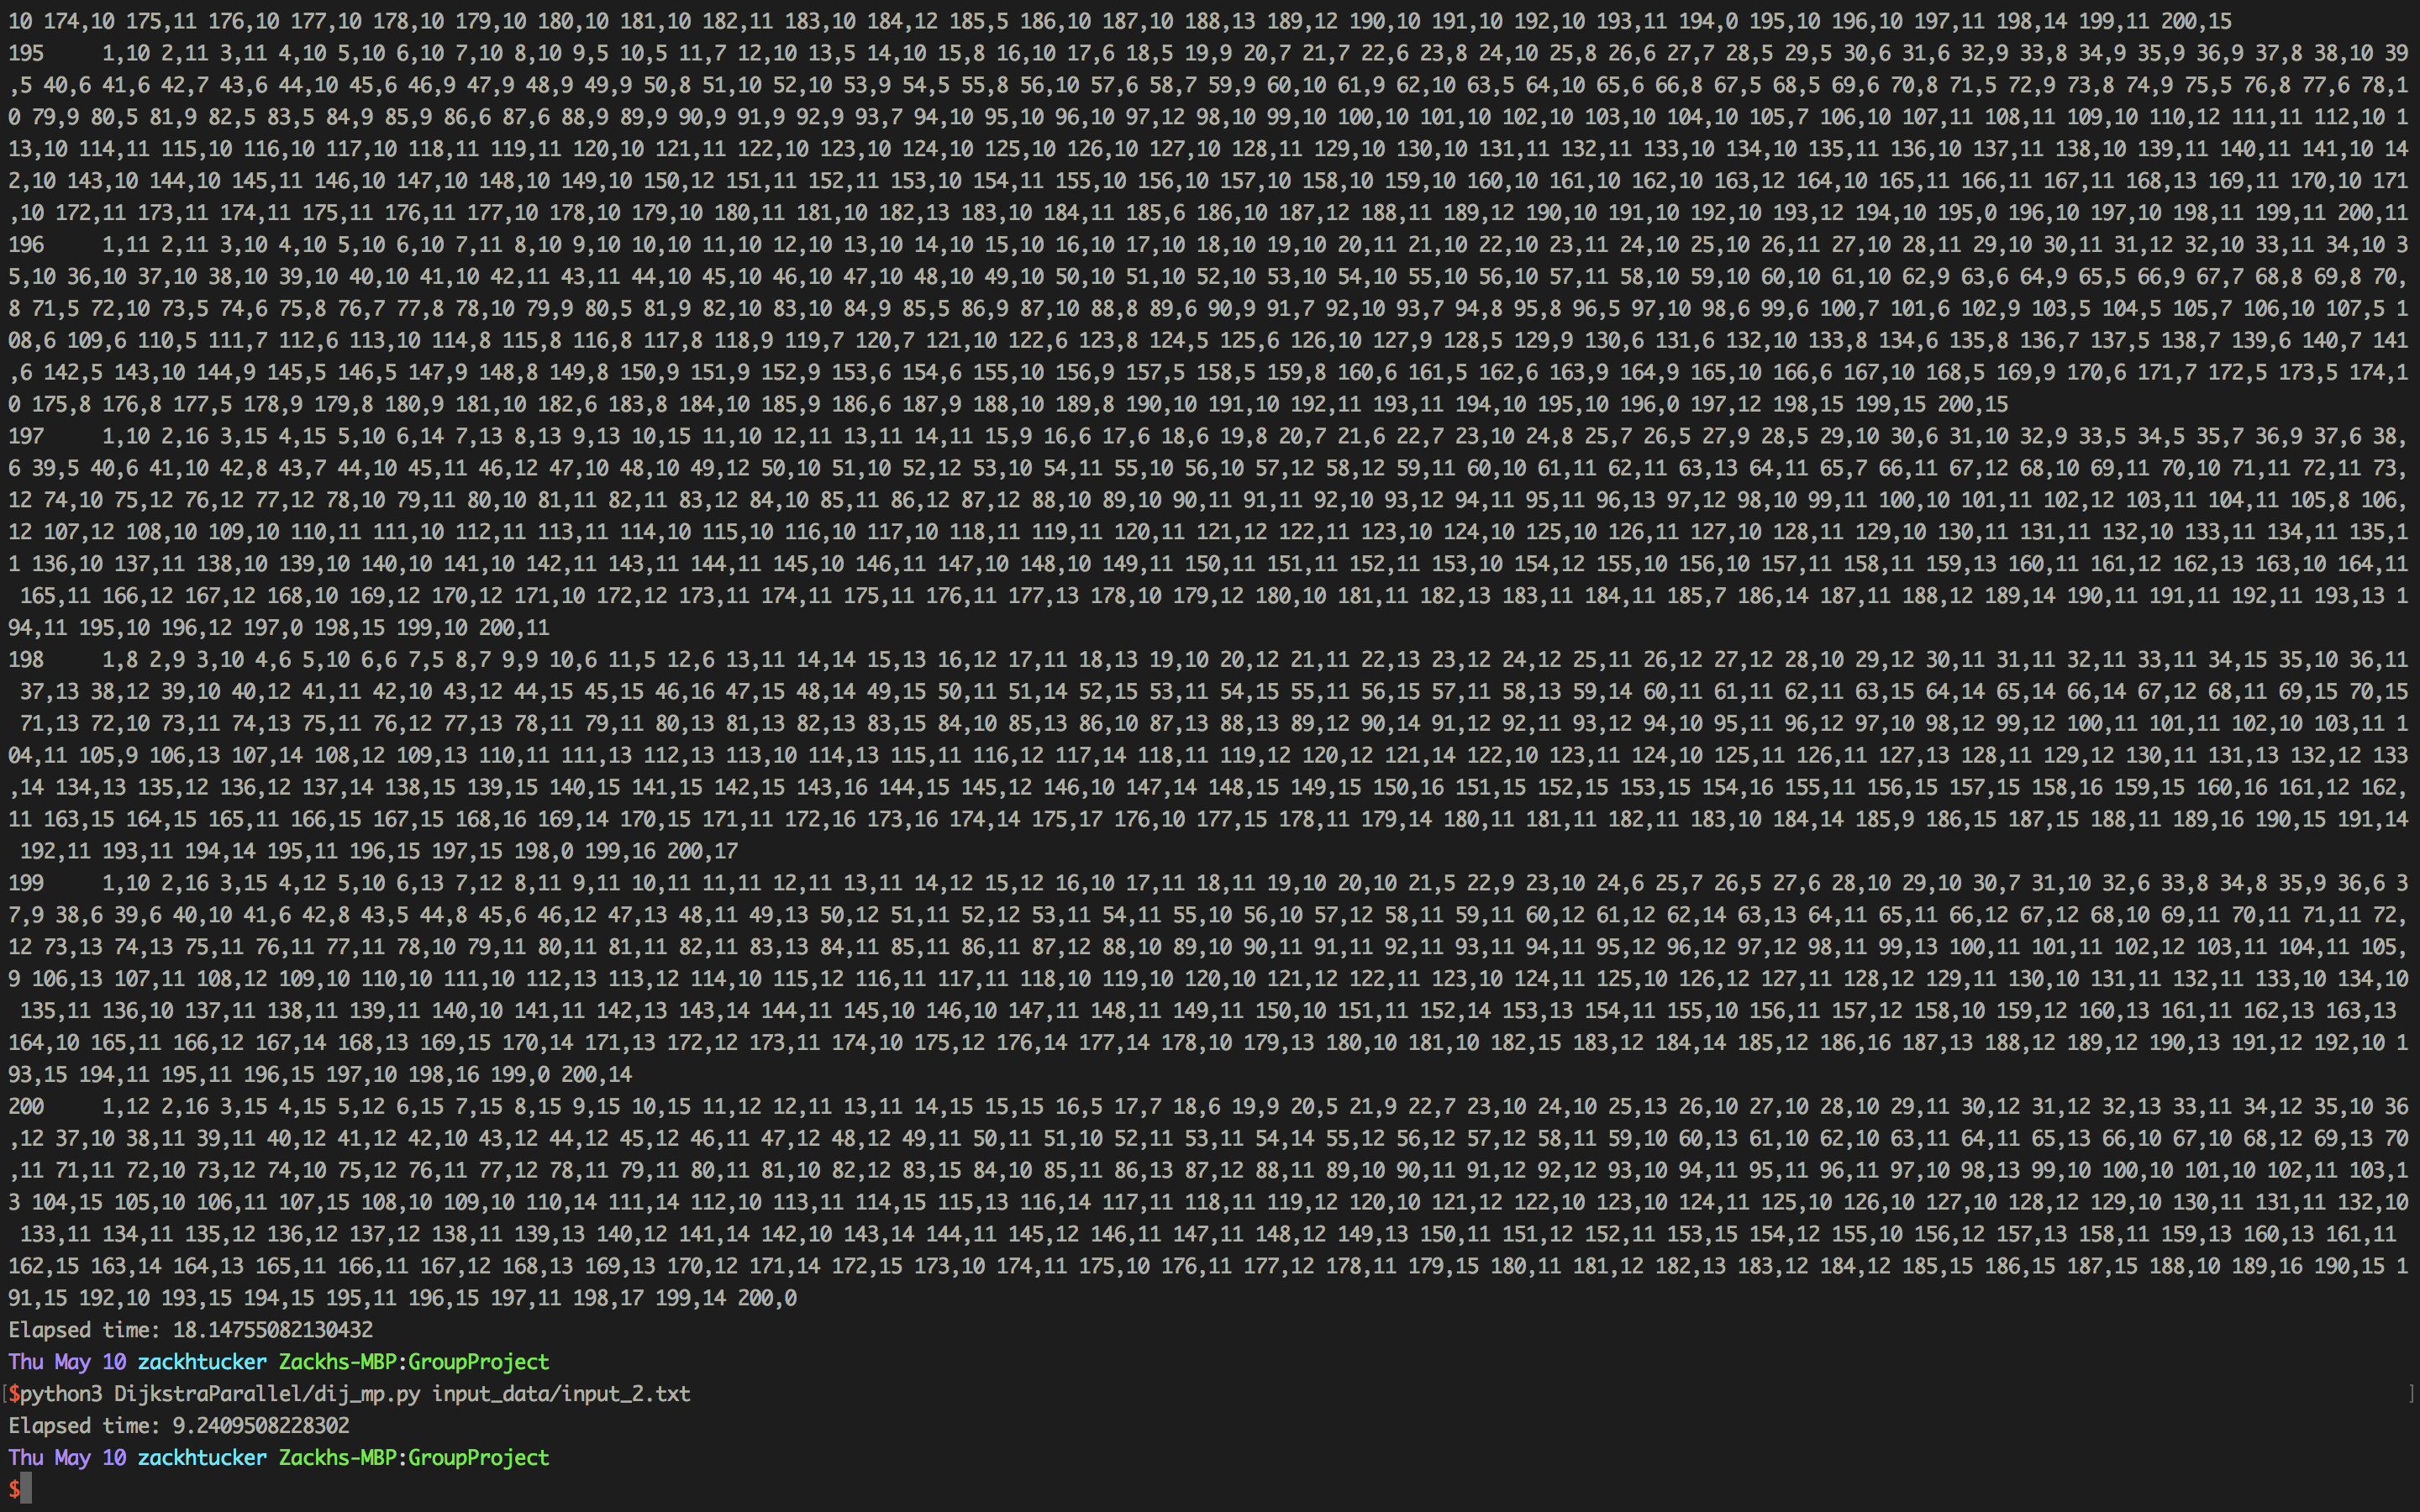 10 174,10 175,11 176,10 177,10 178,10 179,10 180,10 181,10 182,11 183,10 184,12 185,5 186,10 187,10 188,13 189,12 190,10 191,10 192,10 193,11 194,0 195,10 196,10 197,11 198,14 199,11 200,15
195     1,10 2,11 3,11 4,10 5,10 6,10 7,10 8,10 9,5 10,5 11,7 12,10 13,5 14,10 15,8 16,10 17,6 18,5 19,9 20,7 21,7 22,6 23,8 24,10 25,8 26,6 27,7 28,5 29,5 30,6 31,6 32,9 33,8 34,9 35,9 36,9 37,8 38,10 39
,5 40,6 41,6 42,7 43,6 44,10 45,6 46,9 47,9 48,9 49,9 50,8 51,10 52,10 53,9 54,5 55,8 56,10 57,6 58,7 59,9 60,10 61,9 62,10 63,5 64,10 65,6 66,8 67,5 68,5 69,6 70,8 71,5 72,9 73,8 74,9 75,5 76,8 77,6 78,1
0 79,9 80,5 81,9 82,5 83,5 84,9 85,9 86,6 87,6 88,9 89,9 90,9 91,9 92,9 93,7 94,10 95,10 96,10 97,12 98,10 99,10 100,10 101,10 102,10 103,10 104,10 105,7 106,10 107,11 108,11 109,10 110,12 111,11 112,10 1
13,10 114,11 115,10 116,10 117,10 118,11 119,11 120,10 121,11 122,10 123,10 124,10 125,10 126,10 127,10 128,11 129,10 130,10 131,11 132,11 133,10 134,10 135,11 136,10 137,11 138,10 139,11 140,11 141,10 14
2,10 143,10 144,10 145,11 146,10 147,10 148,10 149,10 150,12 151,11 152,11 153,10 154,11 155,10 156,10 157,10 158,10 159,10 160,10 161,10 162,10 163,12 164,10 165,11 166,11 167,11 168,13 169,11 170,10 171
,10 172,11 173,11 174,11 175,11 176,11 177,10 178,10 179,10 180,11 181,10 182,13 183,10 184,11 185,6 186,10 187,12 188,11 189,12 190,10 191,10 192,10 193,12 194,10 195,0 196,10 197,10 198,11 199,11 200,11
196     1,11 2,11 3,10 4,10 5,10 6,10 7,11 8,10 9,10 10,10 11,10 12,10 13,10 14,10 15,10 16,10 17,10 18,10 19,10 20,11 21,10 22,10 23,11 24,10 25,10 26,11 27,10 28,11 29,10 30,11 31,12 32,10 33,11 34,10 3
5,10 36,10 37,10 38,10 39,10 40,10 41,10 42,11 43,11 44,10 45,10 46,10 47,10 48,10 49,10 50,10 51,10 52,10 53,10 54,10 55,10 56,10 57,11 58,10 59,10 60,10 61,10 62,9 63,6 64,9 65,5 66,9 67,7 68,8 69,8 70,
8 71,5 72,10 73,5 74,6 75,8 76,7 77,8 78,10 79,9 80,5 81,9 82,10 83,10 84,9 85,5 86,9 87,10 88,8 89,6 90,9 91,7 92,10 93,7 94,8 95,8 96,5 97,10 98,6 99,6 100,7 101,6 102,9 103,5 104,5 105,7 106,10 107,5 1
08,6 109,6 110,5 111,7 112,6 113,10 114,8 115,8 116,8 117,8 118,9 119,7 120,7 121,10 122,6 123,8 124,5 125,6 126,10 127,9 128,5 129,9 130,6 131,6 132,10 133,8 134,6 135,8 136,7 137,5 138,7 139,6 140,7 141
,6 142,5 143,10 144,9 145,5 146,5 147,9 148,8 149,8 150,9 151,9 152,9 153,6 154,6 155,10 156,9 157,5 158,5 159,8 160,6 161,5 162,6 163,9 164,9 165,10 166,6 167,10 168,5 169,9 170,6 171,7 172,5 173,5 174,1
0 175,8 176,8 177,5 178,9 179,8 180,9 181,10 182,6 183,8 184,10 185,9 186,6 187,9 188,10 189,8 190,10 191,10 192,11 193,11 194,10 195,10 196,0 197,12 198,15 199,15 200,15
197     1,10 2,16 3,15 4,15 5,10 6,14 7,13 8,13 9,13 10,15 11,10 12,11 13,11 14,11 15,9 16,6 17,6 18,6 19,8 20,7 21,6 22,7 23,10 24,8 25,7 26,5 27,9 28,5 29,10 30,6 31,10 32,9 33,5 34,5 35,7 36,9 37,6 38,
6 39,5 40,6 41,10 42,8 43,7 44,10 45,11 46,12 47,10 48,10 49,12 50,10 51,10 52,12 53,10 54,11 55,10 56,10 57,12 58,12 59,11 60,10 61,11 62,11 63,13 64,11 65,7 66,11 67,12 68,10 69,11 70,10 71,11 72,11 73,
12 74,10 75,12 76,12 77,12 78,10 79,11 80,10 81,11 82,11 83,12 84,10 85,11 86,12 87,12 88,10 89,10 90,11 91,11 92,10 93,12 94,11 95,11 96,13 97,12 98,10 99,11 100,10 101,11 102,12 103,11 104,11 105,8 106,
12 107,12 108,10 109,10 110,11 111,10 112,11 113,11 114,10 115,10 116,10 117,10 118,11 119,11 120,11 121,12 122,11 123,10 124,10 125,10 126,11 127,10 128,11 129,10 130,11 131,11 132,10 133,11 134,11 135,1
1 136,10 137,11 138,10 139,10 140,10 141,10 142,11 143,11 144,11 145,10 146,11 147,10 148,10 149,11 150,11 151,11 152,11 153,10 154,12 155,10 156,10 157,11 158,11 159,13 160,11 161,12 162,13 163,10 164,11
 165,11 166,12 167,12 168,10 169,12 170,12 171,10 172,12 173,11 174,11 175,11 176,11 177,13 178,10 179,12 180,10 181,11 182,13 183,11 184,11 185,7 186,14 187,11 188,12 189,14 190,11 191,11 192,11 193,13 1
94,11 195,10 196,12 197,0 198,15 199,10 200,11
198     1,8 2,9 3,10 4,6 5,10 6,6 7,5 8,7 9,9 10,6 11,5 12,6 13,11 14,14 15,13 16,12 17,11 18,13 19,10 20,12 21,11 22,13 23,12 24,12 25,11 26,12 27,12 28,10 29,12 30,11 31,11 32,11 33,11 34,15 35,10 36,11
 37,13 38,12 39,10 40,12 41,11 42,10 43,12 44,15 45,15 46,16 47,15 48,14 49,15 50,11 51,14 52,15 53,11 54,15 55,11 56,15 57,11 58,13 59,14 60,11 61,11 62,11 63,15 64,14 65,14 66,14 67,12 68,11 69,15 70,15
 71,13 72,10 73,11 74,13 75,11 76,12 77,13 78,11 79,11 80,13 81,13 82,13 83,15 84,10 85,13 86,10 87,13 88,13 89,12 90,14 91,12 92,11 93,12 94,10 95,11 96,12 97,10 98,12 99,12 100,11 101,11 102,10 103,11 1
04,11 105,9 106,13 107,14 108,12 109,13 110,11 111,13 112,13 113,10 114,13 115,11 116,12 117,14 118,11 119,12 120,12 121,14 122,10 123,11 124,10 125,11 126,11 127,13 128,11 129,12 130,11 131,13 132,12 133
,14 134,13 135,12 136,12 137,14 138,15 139,15 140,15 141,15 142,15 143,16 144,15 145,12 146,10 147,14 148,15 149,15 150,16 151,15 152,15 153,15 154,16 155,11 156,15 157,15 158,16 159,15 160,16 161,12 162,
11 163,15 164,15 165,11 166,15 167,15 168,16 169,14 170,15 171,11 172,16 173,16 174,14 175,17 176,10 177,15 178,11 179,14 180,11 181,11 182,11 183,10 184,14 185,9 186,15 187,15 188,11 189,16 190,15 191,14
 192,11 193,11 194,14 195,11 196,15 197,15 198,0 199,16 200,17
199     1,10 2,16 3,15 4,12 5,10 6,13 7,12 8,11 9,11 10,11 11,11 12,11 13,11 14,12 15,12 16,10 17,11 18,11 19,10 20,10 21,5 22,9 23,10 24,6 25,7 26,5 27,6 28,10 29,10 30,7 31,10 32,6 33,8 34,8 35,9 36,6 3
7,9 38,6 39,6 40,10 41,6 42,8 43,5 44,8 45,6 46,12 47,13 48,11 49,13 50,12 51,11 52,12 53,11 54,11 55,10 56,10 57,12 58,11 59,11 60,12 61,12 62,14 63,13 64,11 65,11 66,12 67,12 68,10 69,11 70,11 71,11 72,
12 73,13 74,13 75,11 76,11 77,11 78,10 79,11 80,11 81,11 82,11 83,13 84,11 85,11 86,11 87,12 88,10 89,10 90,11 91,11 92,11 93,11 94,11 95,12 96,12 97,12 98,11 99,13 100,11 101,11 102,12 103,11 104,11 105,
9 106,13 107,11 108,12 109,10 110,10 111,10 112,13 113,12 114,10 115,12 116,11 117,11 118,10 119,10 120,10 121,12 122,11 123,10 124,11 125,10 126,12 127,11 128,12 129,11 130,10 131,11 132,11 133,10 134,10
 135,11 136,10 137,11 138,11 139,11 140,10 141,11 142,13 143,14 144,11 145,10 146,10 147,11 148,11 149,11 150,10 151,11 152,14 153,13 154,11 155,10 156,11 157,12 158,10 159,12 160,13 161,11 162,13 163,13
164,10 165,11 166,12 167,14 168,13 169,15 170,14 171,13 172,12 173,11 174,10 175,12 176,14 177,14 178,10 179,13 180,10 181,10 182,15 183,12 184,14 185,12 186,16 187,13 188,12 189,12 190,13 191,12 192,10 1
93,15 194,11 195,11 196,15 197,10 198,16 199,0 200,14
200     1,12 2,16 3,15 4,15 5,12 6,15 7,15 8,15 9,15 10,15 11,12 12,11 13,11 14,15 15,15 16,5 17,7 18,6 19,9 20,5 21,9 22,7 23,10 24,10 25,13 26,10 27,10 28,10 29,11 30,12 31,12 32,13 33,11 34,12 35,10 36
,12 37,10 38,11 39,11 40,12 41,12 42,10 43,12 44,12 45,12 46,11 47,12 48,12 49,11 50,11 51,10 52,11 53,11 54,14 55,12 56,12 57,12 58,11 59,10 60,13 61,10 62,10 63,11 64,11 65,13 66,10 67,10 68,12 69,13 70
,11 71,11 72,10 73,12 74,10 75,12 76,11 77,12 78,11 79,11 80,11 81,10 82,12 83,15 84,10 85,11 86,13 87,12 88,11 89,10 90,11 91,12 92,12 93,10 94,11 95,11 96,11 97,10 98,13 99,10 100,10 101,10 102,11 103,1
3 104,15 105,10 106,11 107,15 108,10 109,10 110,14 111,14 112,10 113,11 114,15 115,13 116,14 117,11 118,11 119,12 120,10 121,12 122,10 123,10 124,11 125,10 126,10 127,10 128,12 129,10 130,11 131,11 132,10
 133,11 134,11 135,12 136,12 137,12 138,11 139,13 140,12 141,14 142,10 143,14 144,11 145,12 146,11 147,11 148,12 149,13 150,11 151,12 152,11 153,15 154,12 155,10 156,12 157,13 158,11 159,13 160,13 161,11
162,15 163,14 164,13 165,11 166,11 167,12 168,13 169,13 170,12 171,14 172,15 173,10 174,11 175,10 176,11 177,12 178,11 179,15 180,11 181,12 182,13 183,12 184,12 185,15 186,15 187,15 188,10 189,16 190,15 1
91,15 192,10 193,15 194,15 195,11 196,15 197,11 198,17 199,14 200,0
Elapsed time: 18.14755082130432
Thu May 10 zackhtucker Zackhs-MBP:GroupProject
[$python3 DijkstraParallel/dij_mp.py input_data/input_2.txt ]
Elapsed time: 9.2409508228302
Thu May 10 zackhtucker Zackhs-MBP:GroupProject
$